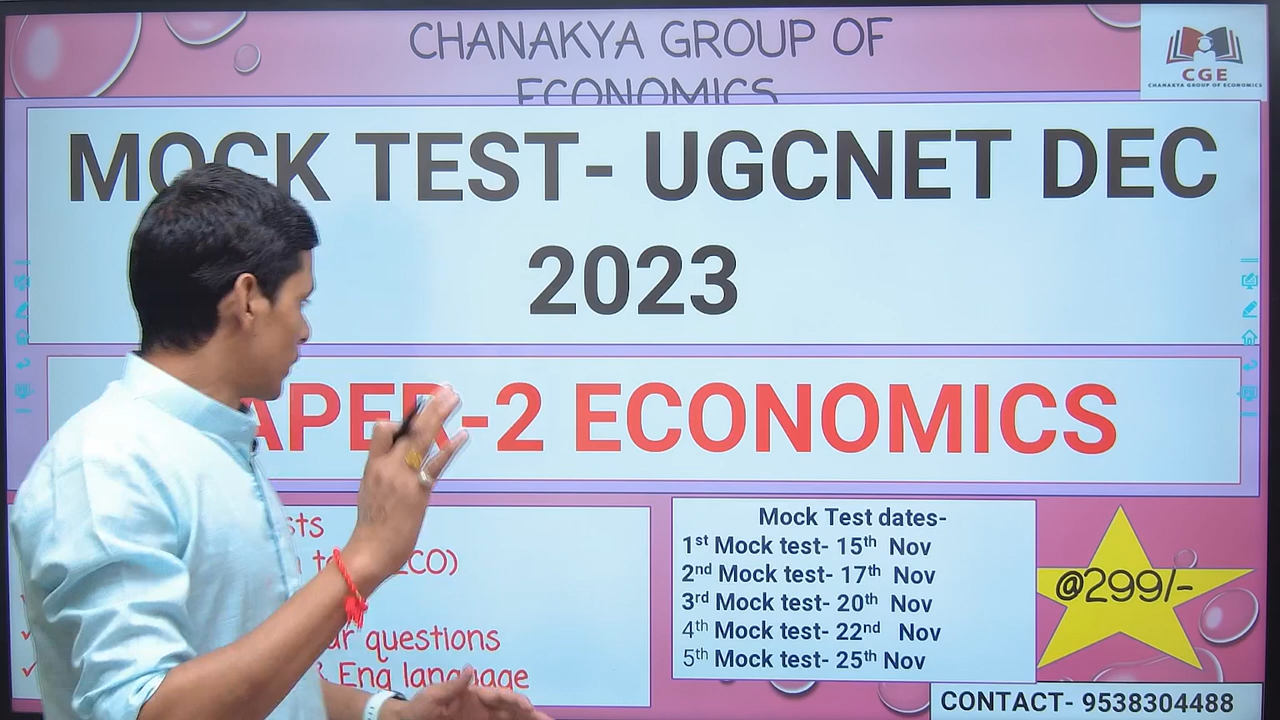 CHANAKYA GROUP OF
ECONOMICS
CGE
CHANAKYA GROUP OF ECONOMICS
MOCK TEST- UGCNET DEC
2023
PAPER-2 ECONOMICS
questions
Eng language
Mock Test dates-
1st Mock test- 15th Nov
2nd Mock test- 17th Nov
3rd Mock test- 20th Nov
4th Mock test- 22nd Nov
5th Mock test- 25th Nov
@299/-
CONTACT- 9538304488